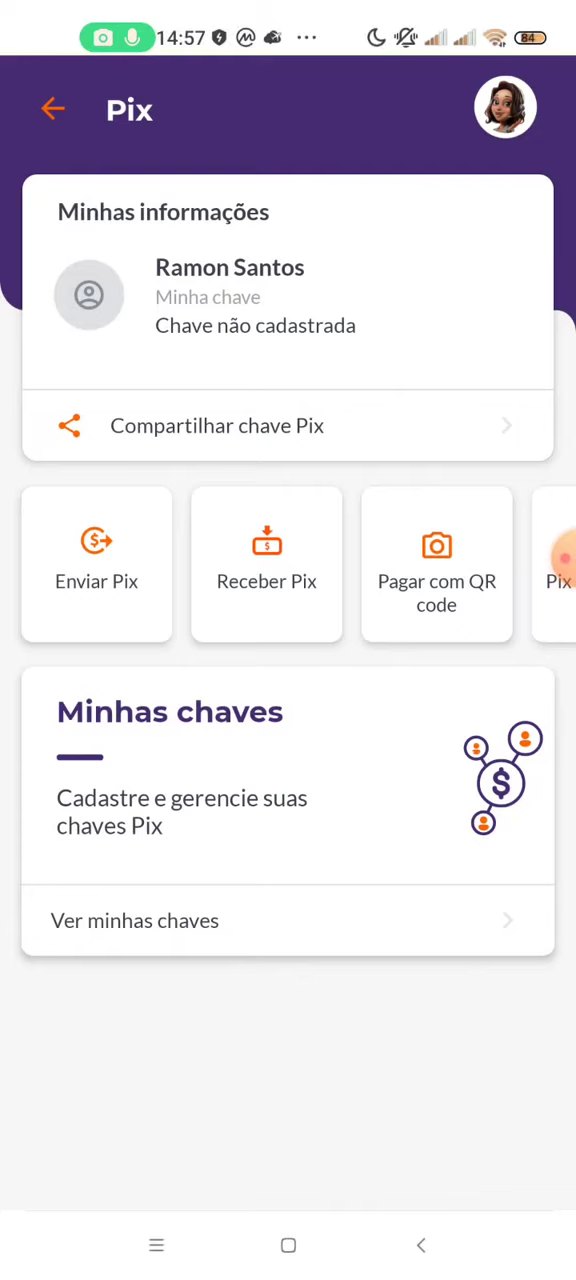 14:57 84
Pix
Minhas informações
Ramon Santos
Minha chave
Chave não cadastrada
Compartilhar chave Pix
Enviar Pix
Receber Pix
Pagar com QR
code
Pix
Minhas chaves
Cadastre e gerencie suas
chaves Pix
Ver minhas chaves